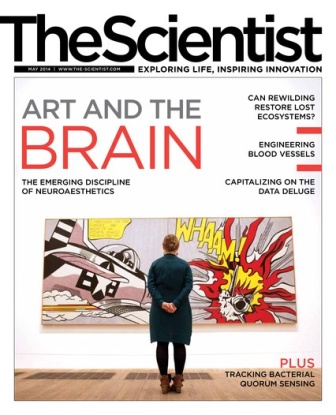 TheScientist
MAY 2014 | WWW.THE-SCIENTIST.COM
EXPLORING LIFE, INSPIRING INNOVATION
ART AND THE
BRAIN
THE EMERGING DISCIPLINE
OF NEUROAESTHETICS
CAN REWILDING
RESTORE LOST
ECOSYSTEMS?
ENGINEERING
BLOOD VESSELS
CAPITALIZING ON THE
DATA DELUGE
WHAAM!
PLUS
TRACKING BACTERIAL
QUORUM SENSING